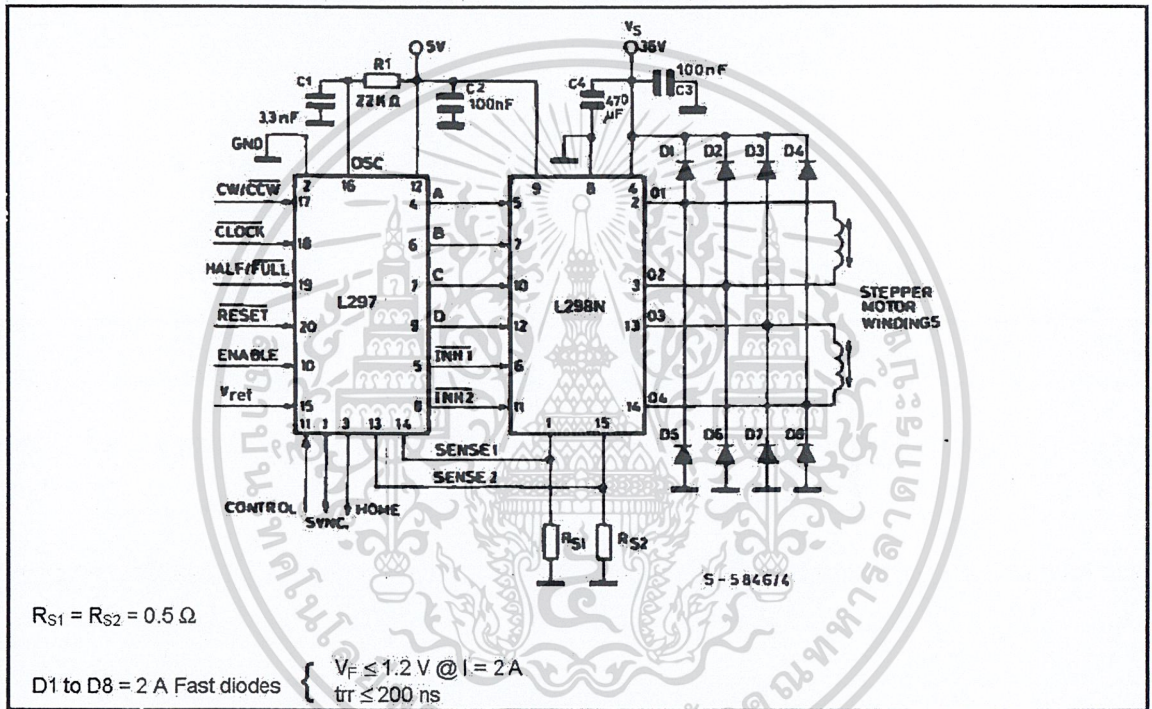 Vs
5V
36V
R1
22KΩ
C1
3.3nF
C2
100nF
C4
470
µF
100nF
C3
GND
OSC
D1 D2 D3 D4
2 16 12
9 8 4
CW/CCW 17
4 A 5
2 O1
CLOCK 18
6 B 7
HALF/FULL 19
7 C 10
3 O2
L297
L298N
STEPPER
MOTOR
WINDINGS
RESET 20
9 D 12
13 O3
ENABLE 10
5 INH1 6
Vref 15
8 INH2 11
14 O4
11 1 3 13 14
1 15
D5 D6 D7 D8
SENSE 1
SENSE 2
CONTROL
SYNC.
HOME
RS1 RS2
S-5846/4
RS1 = RS2 = 0.5 Ω
VF ≤ 1.2 V @ I = 2 A
D1 to D8 = 2 A Fast diodes {
trr ≤ 200 ns